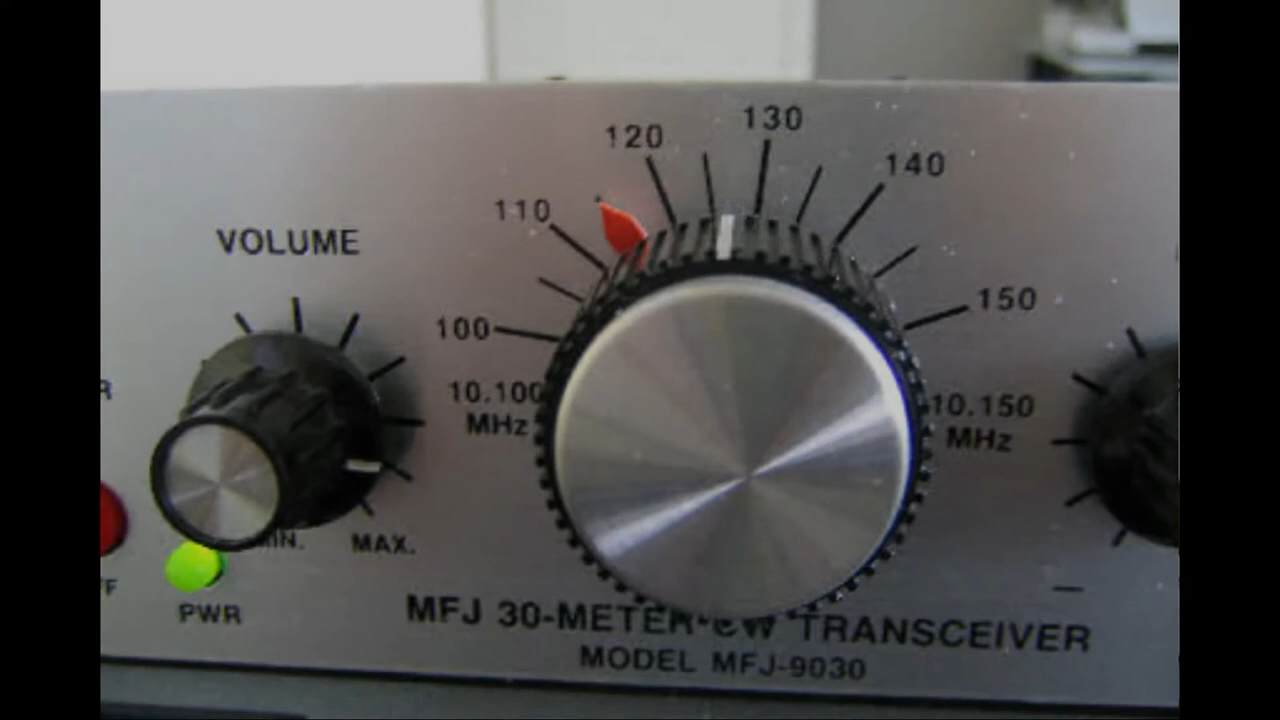 120 130 140
110
VOLUME
100 150
10.100 10.150
MHz MHz
MIN. MAX.
PWR
MFJ 30-METER CW TRANSCEIVER
MODEL MFJ-9030